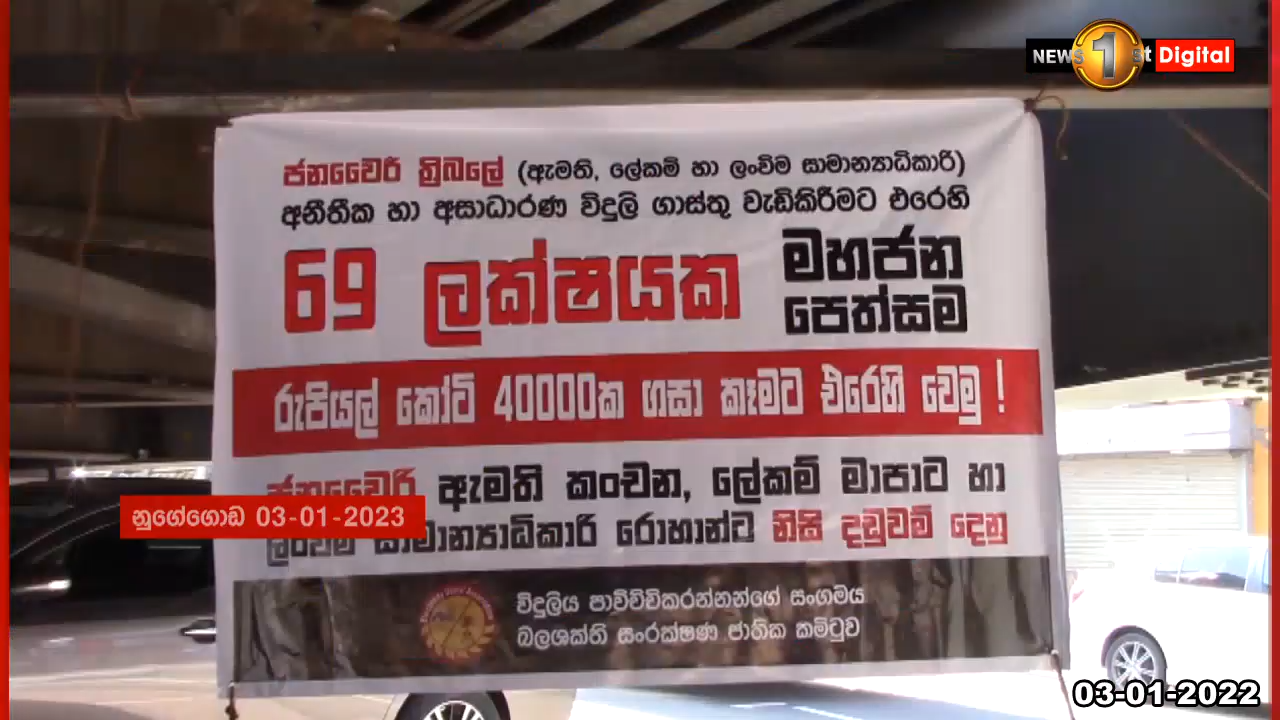 NEWS 1st Digital
ජනවෛරී ත්‍රිබලේ (ඇමති, ලේකම් හා ලංවිම සාමාන්‍යාධිකාරි)
අනීතික හා අසාධාරණ විදුලි ගාස්තු වැඩිකිරීමට එරෙහි
69 ලක්ෂයක මහජන
පෙත්සම
රුපියල් කෝටි 40000ක ගසා කෑමට එරෙහි වෙමු !
ජනවෛරී ඇමති කංචන, ලේකම් මාපාට හා
නුගේගොඩ 03-01-2023
ලංවිම සාමාන්‍යාධිකාරි රොහාන්ට නිසි දඬුවම් දෙනු
විදුලිය පාවිච්චිකරන්නන්ගේ සංගමය
බලශක්ති සංරක්ෂණ ජාතික කමිටුව
03-01-2022